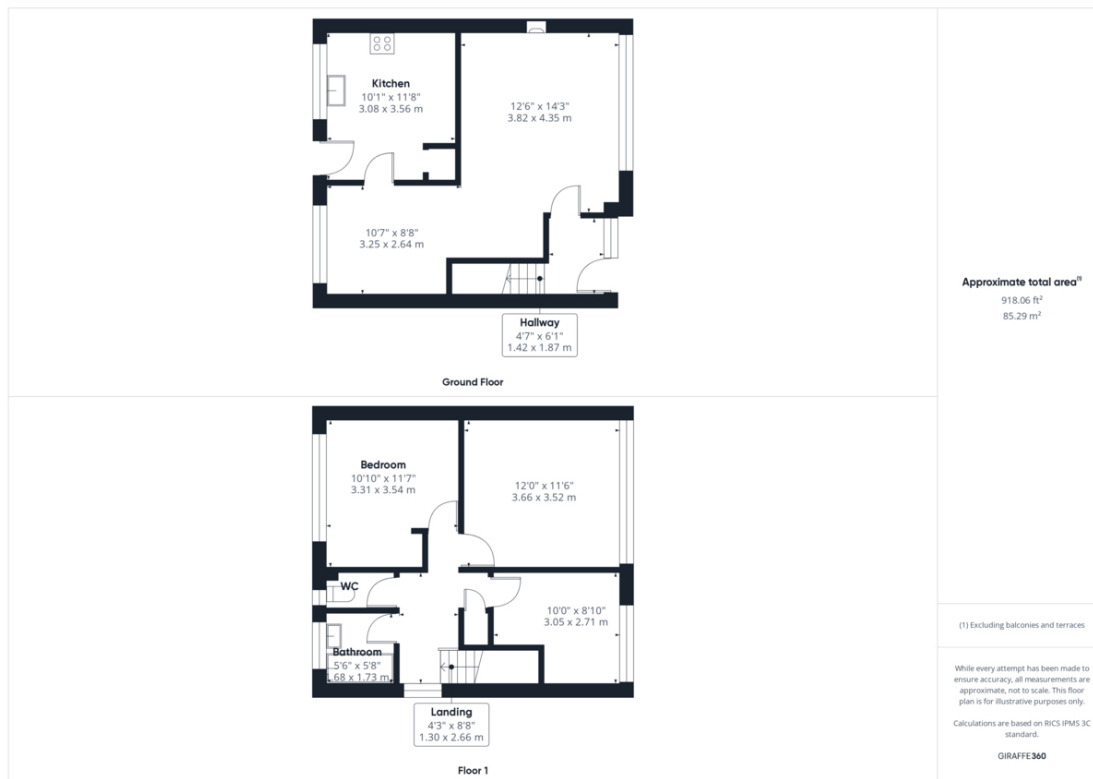 Kitchen
10'1" x 11'8"
3.08 x 3.56 m
12'6" x 14'3"
3.82 x 4.35 m
10'7" x 8'8"
3.25 x 2.64 m
Hallway
4'7" x 6'1"
1.42 x 1.87 m
Ground Floor
Bedroom
10'10" x 11'7"
3.31 x 3.54 m
12'0" x 11'6"
3.66 x 3.52 m
WC
10'0" x 8'10"
3.05 x 2.71 m
Bathroom
5'6" x 5'8"
1.68 x 1.73 m
Landing
4'3" x 8'8"
1.30 x 2.66 m
Floor 1
Approximate total area(1)
918.06 ft²
85.29 m²
(1) Excluding balconies and terraces
While every attempt has been made to
ensure accuracy, all measurements are
approximate, not to scale. This floor
plan is for illustrative purposes only.
Calculations are based on RICS IPMS 3C
standard.
GIRAFFE360